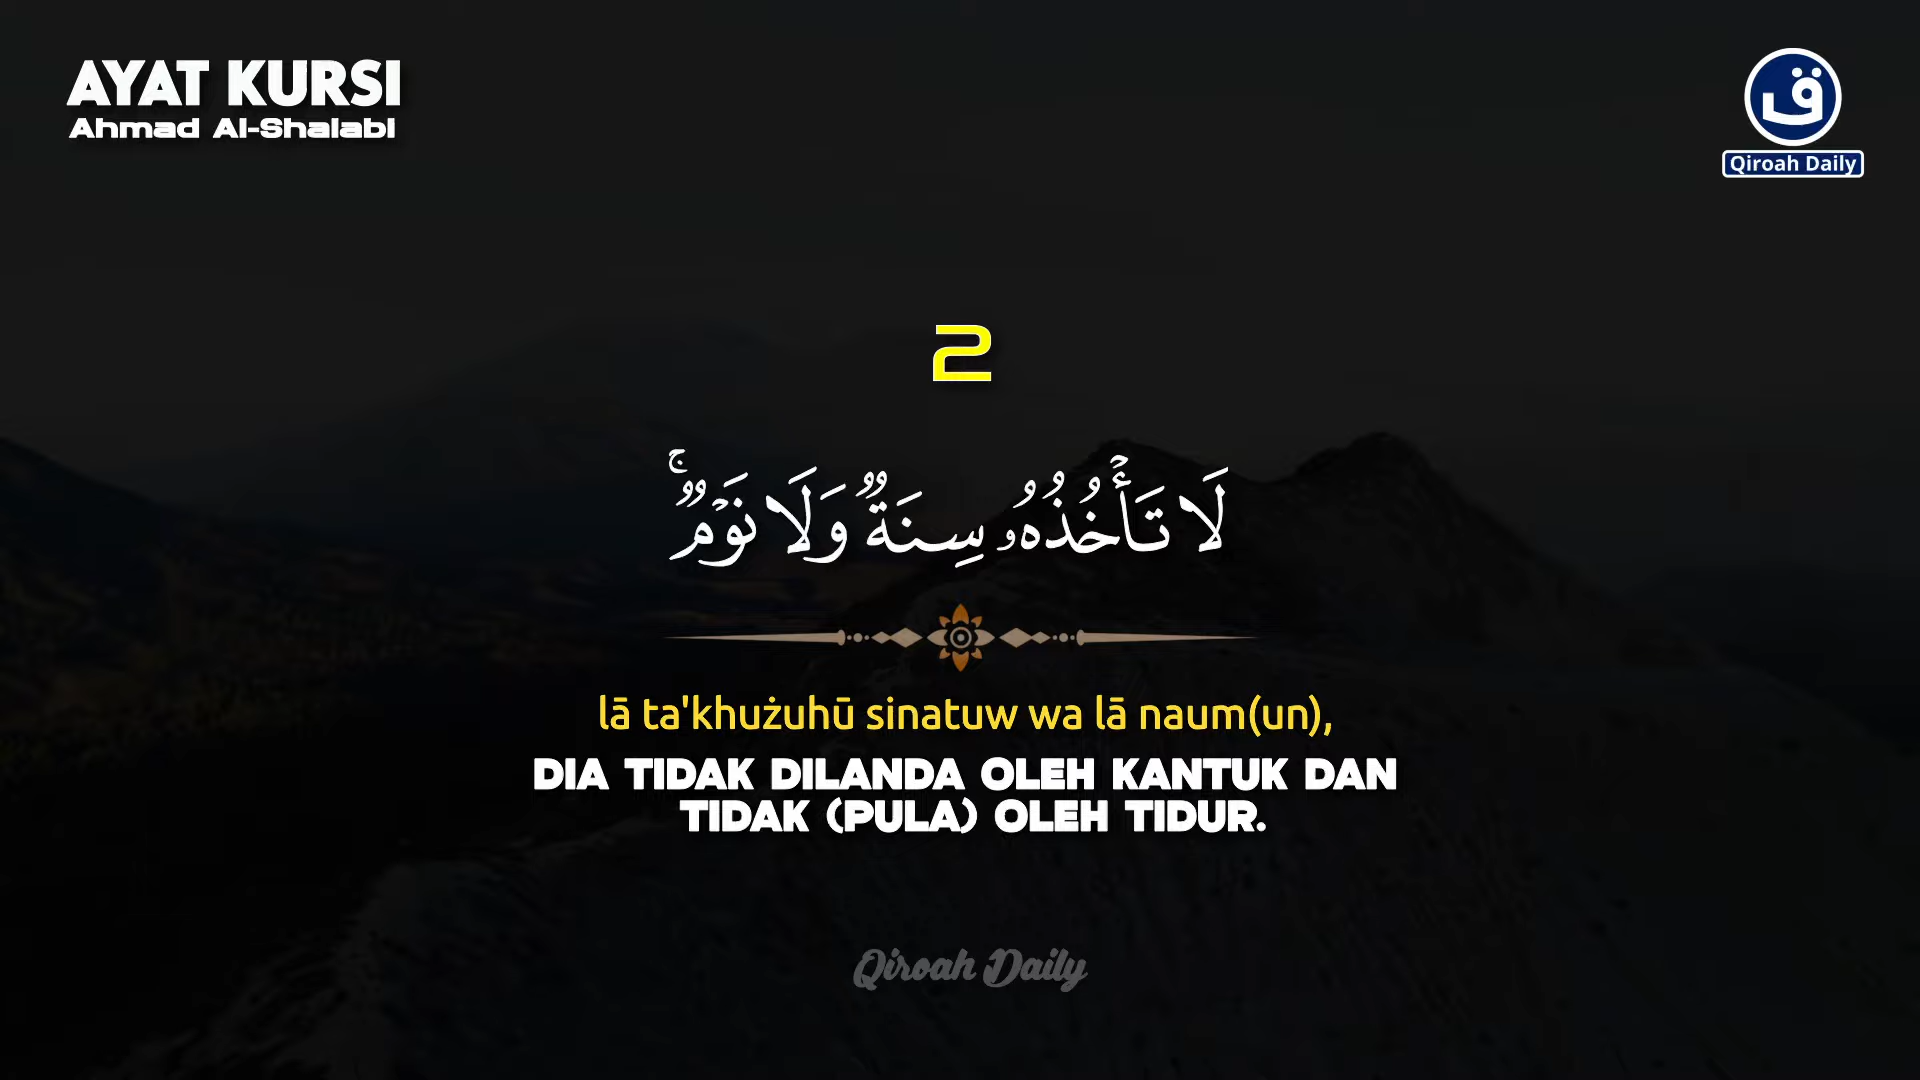 AYAT KURSI
Ahmad Al-Shalabi
ق
Qiroah Daily
2
لَا تَأْخُذُهُۥ سِنَةٌ وَلَا نَوْمٌۚ
lā ta'khużuhū sinatuw wa lā naum(un),
DIA TIDAK DILANDA OLEH KANTUK DAN
TIDAK (PULA) OLEH TIDUR.
Qiroah Daily